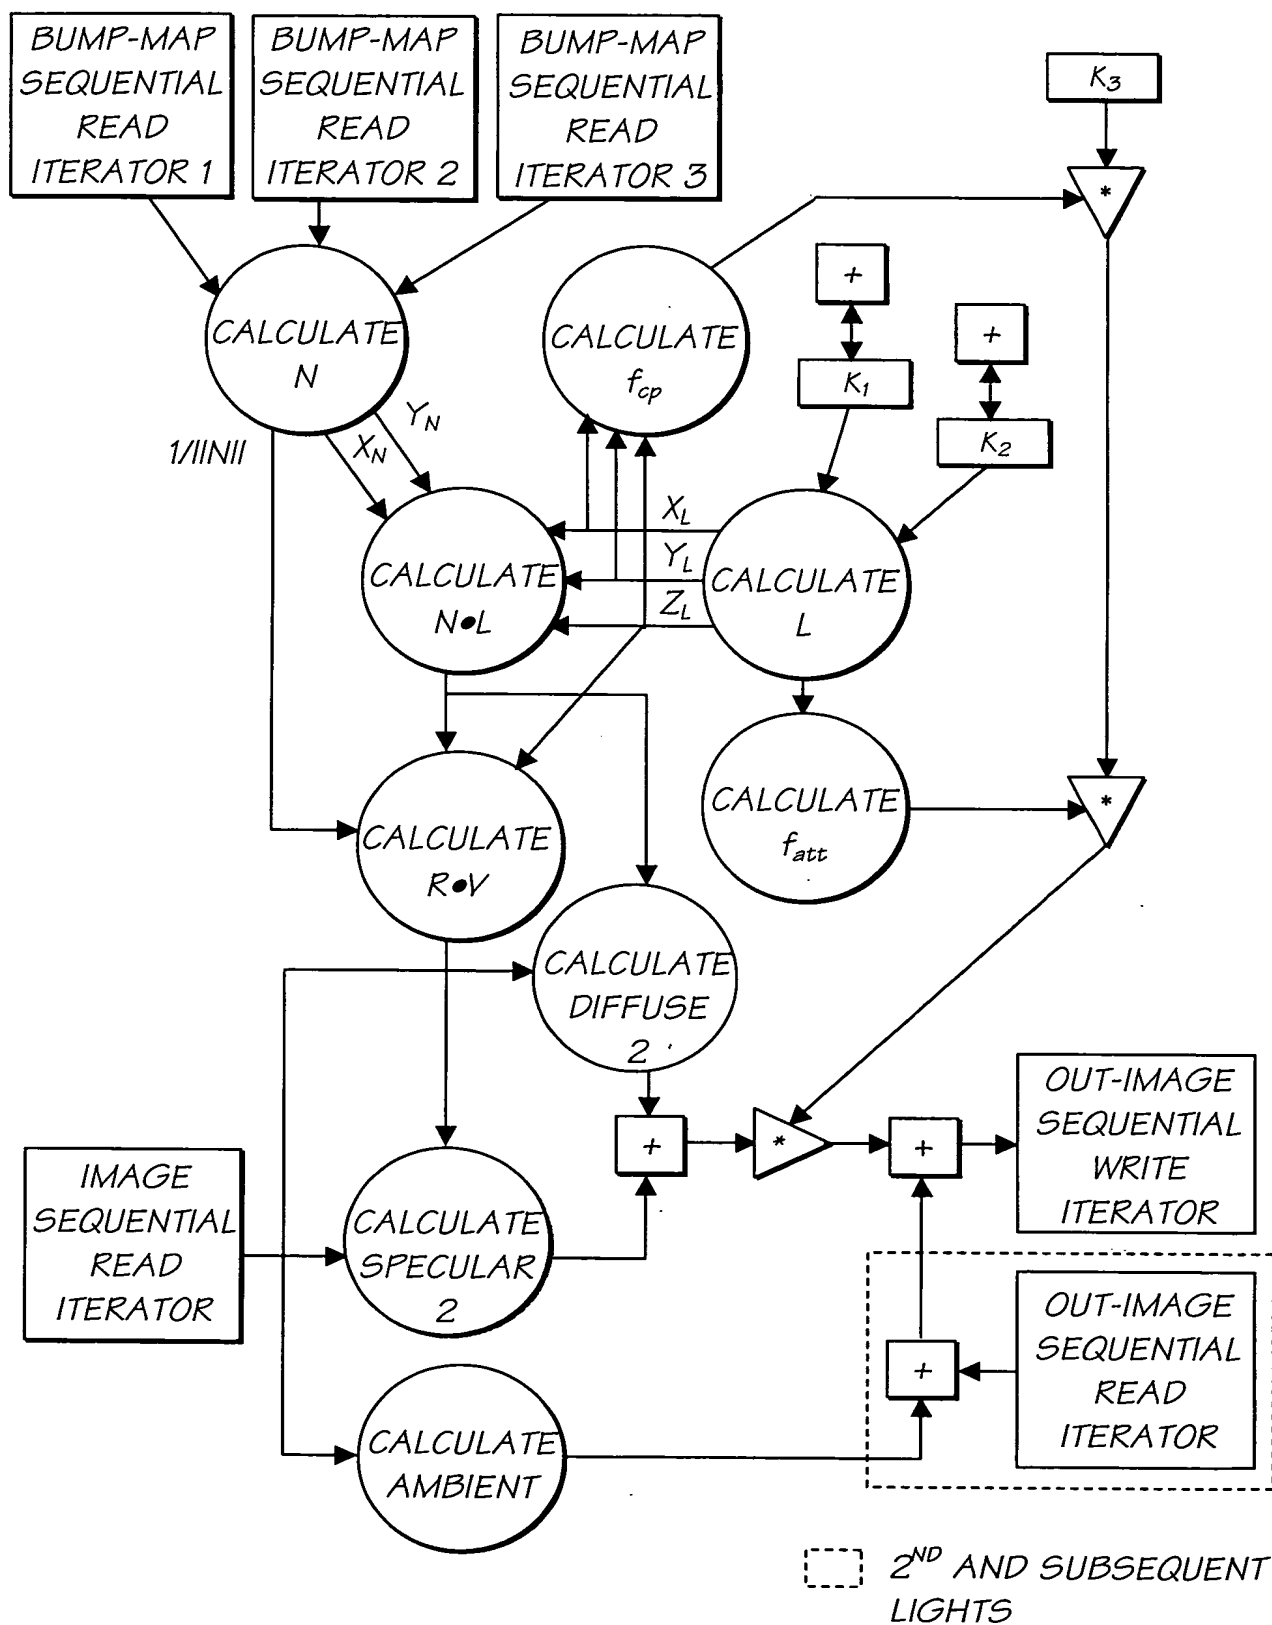 BUMP-MAP
SEQUENTIAL
READ
ITERATOR 1
BUMP-MAP
SEQUENTIAL
READ
ITERATOR 2
BUMP-MAP
SEQUENTIAL
READ
ITERATOR 3
K3
*
CALCULATE
N
CALCULATE
fcp
+
K1
+
K2
1/||N||
XN
YN
CALCULATE
N•L
XL
YL
ZL
CALCULATE
L
CALCULATE
R•V
CALCULATE
fatt
*
CALCULATE
DIFFUSE
2
IMAGE
SEQUENTIAL
READ
ITERATOR
CALCULATE
SPECULAR
2
+
*
+
OUT-IMAGE
SEQUENTIAL
WRITE
ITERATOR
CALCULATE
AMBIENT
+
OUT-IMAGE
SEQUENTIAL
READ
ITERATOR
2ND AND SUBSEQUENT
LIGHTS